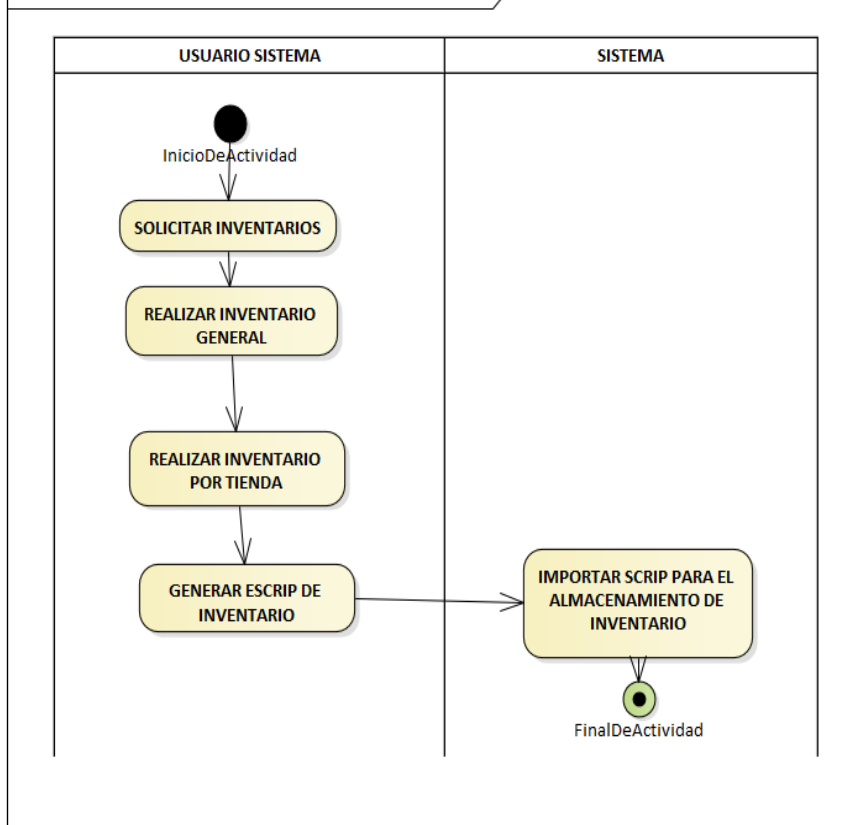 USUARIO SISTEMA
SISTEMA
InicioDeActividad
SOLICITAR INVENTARIOS
REALIZAR INVENTARIO
GENERAL
REALIZAR INVENTARIO
POR TIENDA
GENERAR ESCRIP DE
INVENTARIO
IMPORTAR SCRIP PARA EL
ALMACENAMIENTO DE
INVENTARIO
FinalDeActividad